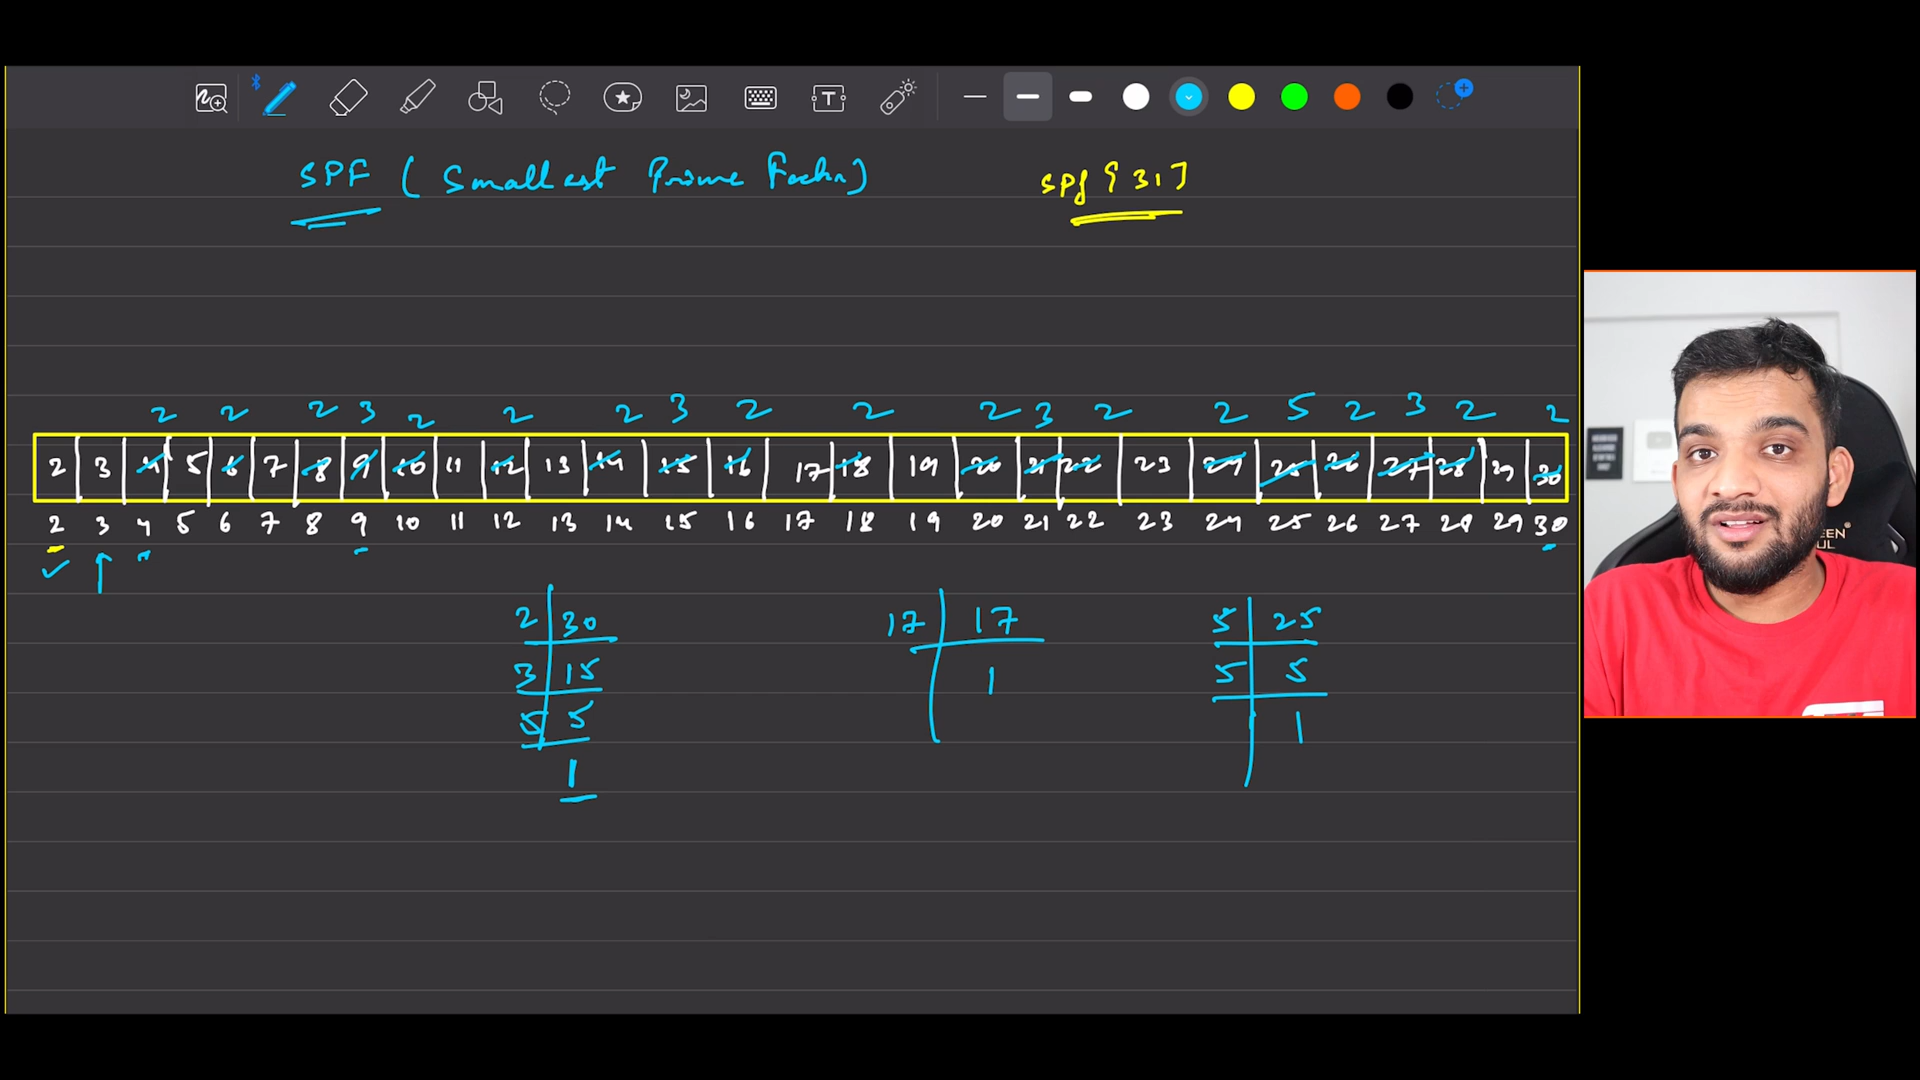 SPF (Smallest Prime Factor)
spf[31]
2 2 2 3 2 2 2 3 2 2 2 3 2 2 5 2 3 2 2
2 3 4 5 6 7 8 9 10 11 12 13 14 15 16 17 18 19 20 21 22 23 24 25 26 27 28 29 30
2 3 4 5 6 7 8 9 10 11 12 13 14 15 16 17 18 19 20 21 22 23 24 25 26 27 28 29 30
2 30
3 15
5 5
1
17 17
1
5 25
5 5
1
T